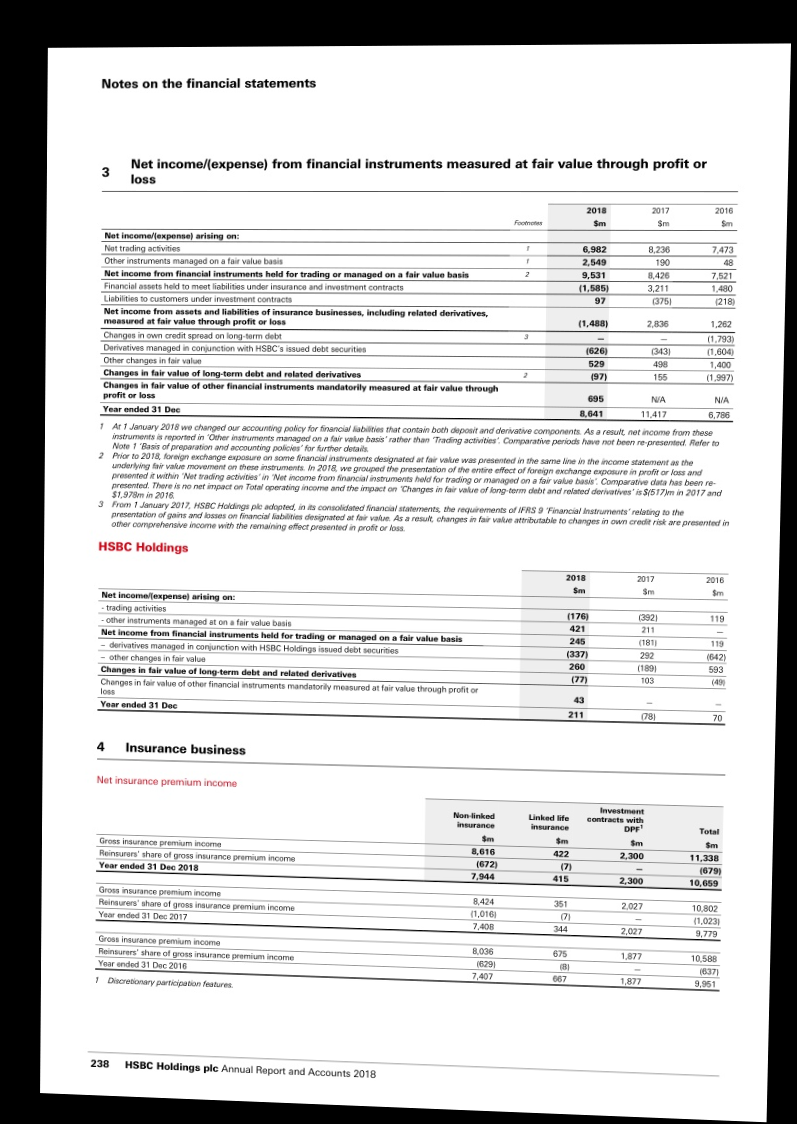 Notes on the financial statements
3 Net income/(expense) from financial instruments measured at fair value through profit or
loss
2018 2017 2016
Footnotes $m $m $m
Net income/(expense) arising on:
Net trading activities 1 6,982 8,236 7,473
Other instruments managed on a fair value basis 1 2,549 190 48
Net income from financial instruments held for trading or managed on a fair value basis 2 9,531 8,426 7,521
Financial assets held to meet liabilities under insurance and investment contracts (1,585) 3,211 1,480
Liabilities to customers under investment contracts 97 (375) (218)
Net income from assets and liabilities of insurance businesses, including related derivatives,
measured at fair value through profit or loss (1,488) 2,836 1,262
Changes in own credit spread on long-term debt 3 — — (1,793)
Derivatives managed in conjunction with HSBC's issued debt securities (626) (343) (1,604)
Other changes in fair value 529 498 1,400
Changes in fair value of long-term debt and related derivatives 2 (97) 155 (1,997)
Changes in fair value of other financial instruments mandatorily measured at fair value through
profit or loss 695 N/A N/A
Year ended 31 Dec 8,641 11,417 6,786
1 At 1 January 2018 we changed our accounting policy for financial liabilities that contain both deposit and derivative components. As a result, net income from these
instruments is reported in 'Other instruments managed on a fair value basis' rather than 'Trading activities'. Comparative periods have not been re-presented. Refer to
Note 1 'Basis of preparation and accounting policies' for further details.
2 Prior to 2018, foreign exchange exposure on some financial instruments designated at fair value was presented in the same line in the income statement as the
underlying fair value movement on these instruments. In 2018, we grouped the presentation of the entire effect of foreign exchange exposure in profit or loss and
presented it within 'Net trading activities' in 'Net income from financial instruments held for trading or managed on a fair value basis'. Comparative data has been re-
presented. There is no net impact on Total operating income and the impact on 'Changes in fair value of long-term debt and related derivatives' is $(517)m in 2017 and
$1,978m in 2016.
3 From 1 January 2017, HSBC Holdings plc adopted, in its consolidated financial statements, the requirements of IFRS 9 'Financial Instruments' relating to the
presentation of gains and losses on financial liabilities designated at fair value. As a result, changes in fair value attributable to changes in own credit risk are presented in
other comprehensive income with the remaining effect presented in profit or loss.
HSBC Holdings
2018 2017 2016
$m $m $m
Net income/(expense) arising on:
- trading activities (176) (392) 119
- other instruments managed at on a fair value basis 421 211 —
Net income from financial instruments held for trading or managed on a fair value basis 245 (181) 119
– derivatives managed in conjunction with HSBC Holdings issued debt securities (337) 292 (642)
– other changes in fair value 260 (189) 593
Changes in fair value of long-term debt and related derivatives (77) 103 (49)
Changes in fair value of other financial instruments mandatorily measured at fair value through profit or
loss 43 — —
Year ended 31 Dec 211 (78) 70
4 Insurance business
Net insurance premium income
Non-linked insurance Linked life insurance Investment contracts with DPF1 Total
$m $m $m $m
Gross insurance premium income 8,616 422 2,300 11,338
Reinsurers' share of gross insurance premium income (672) (7) — (679)
Year ended 31 Dec 2018 7,944 415 2,300 10,659
Gross insurance premium income 8,424 351 2,027 10,802
Reinsurers' share of gross insurance premium income (1,016) (7) — (1,023)
Year ended 31 Dec 2017 7,408 344 2,027 9,779
Gross insurance premium income 8,036 675 1,877 10,588
Reinsurers' share of gross insurance premium income (629) (8) — (637)
Year ended 31 Dec 2016 7,407 667 1,877 9,951
1 Discretionary participation features.
238 HSBC Holdings plc Annual Report and Accounts 2018